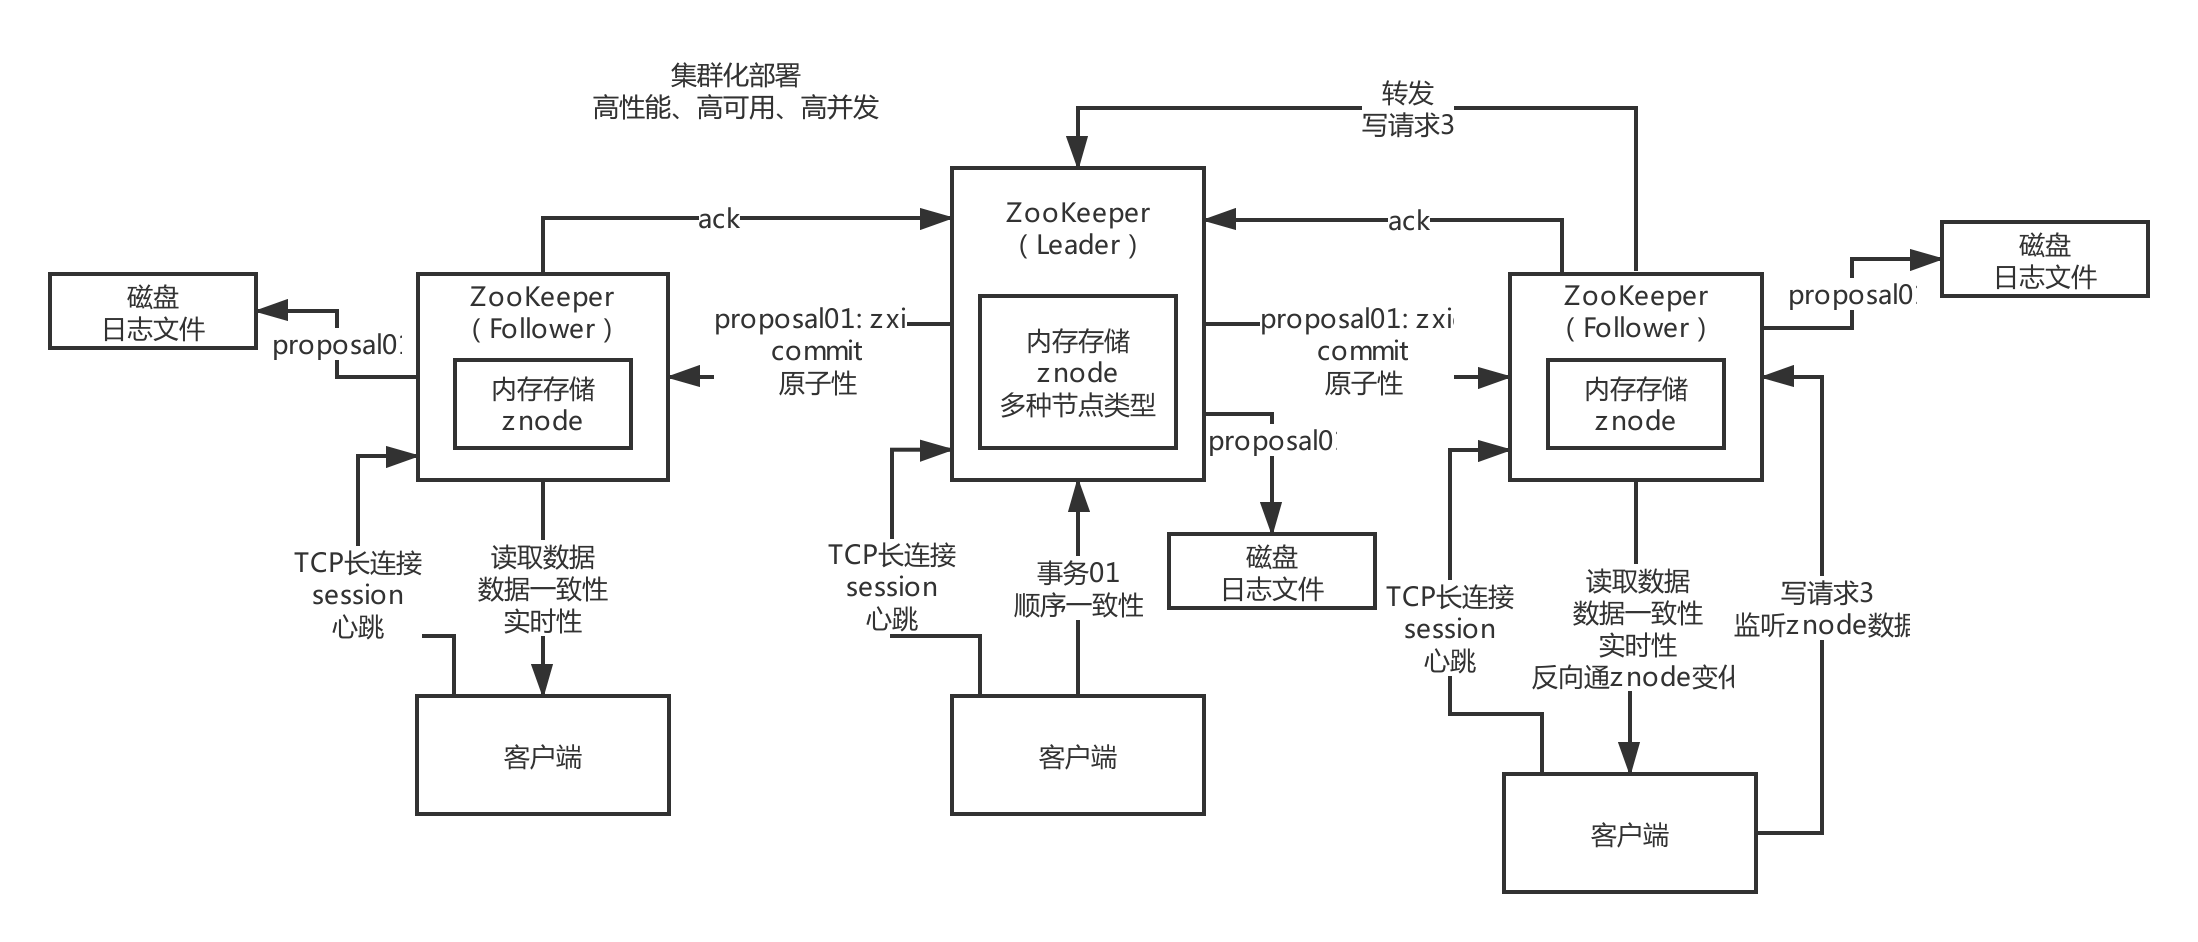 集群化部署
高性能、高可用、高并发
转发
写请求3
ack
ack
ZooKeeper
（Leader）
内存存储
znode
多种节点类型
磁盘
日志文件
proposal01
ZooKeeper
（Follower）
内存存储
znode
proposal01: zxi
commit
原子性
proposal01: zxi
commit
原子性
ZooKeeper
（Follower）
内存存储
znode
proposal01
磁盘
日志文件
proposal01
磁盘
日志文件
TCP长连接
session
心跳
读取数据
数据一致性
实时性
TCP长连接
session
心跳
事务01
顺序一致性
TCP长连接
session
心跳
读取数据
数据一致性
实时性
反向通znode变化
写请求3
监听znode数据
客户端
客户端
客户端